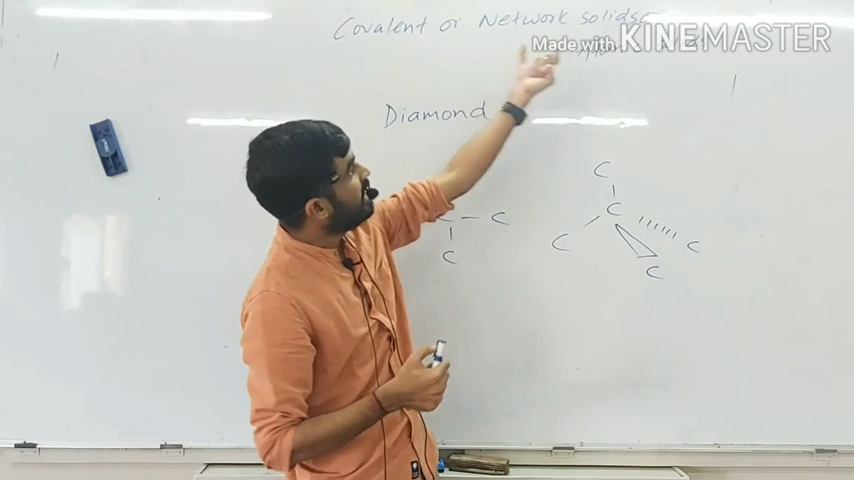 Covalent or Network solids
Made with KINEMASTER
Diamond
C
C
C C
C C
C C